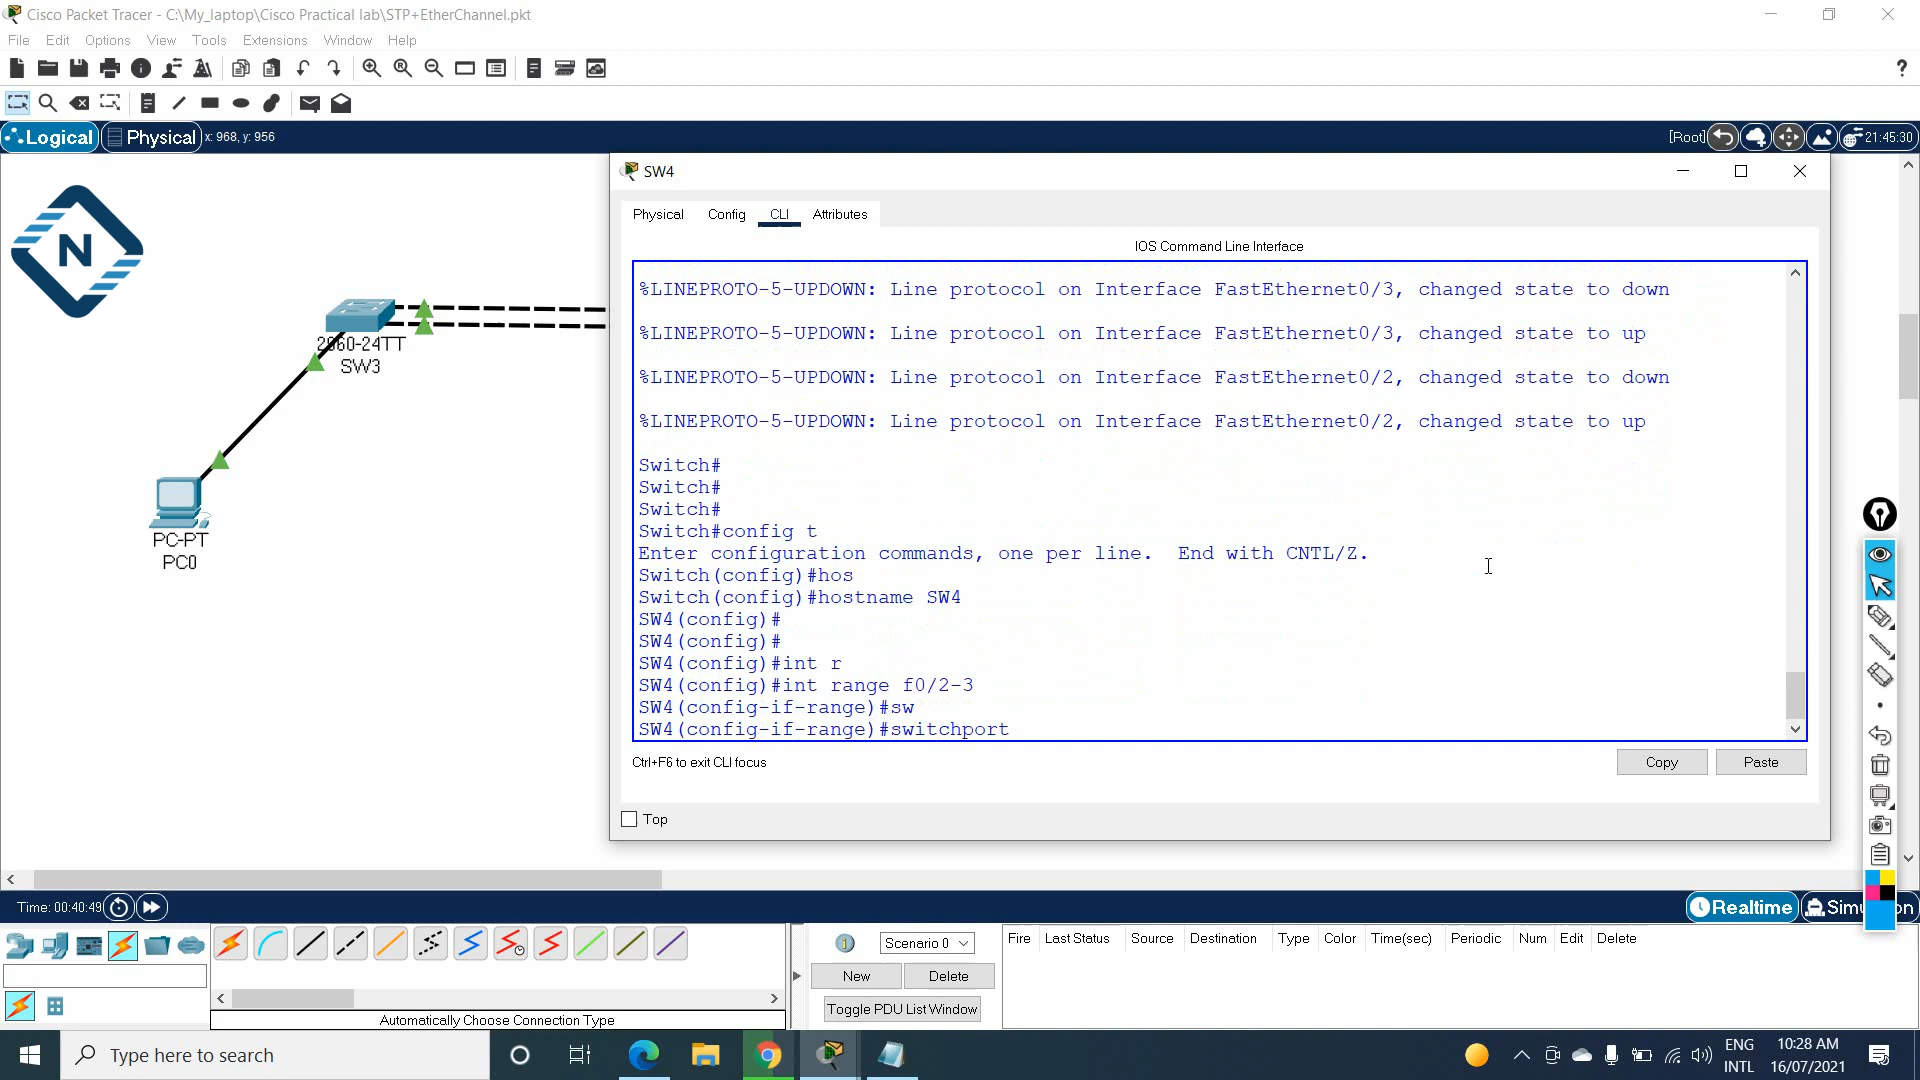 Cisco Packet Tracer - C:\My_laptop\Cisco Practical lab\STP+EtherChannel.pkt
File Edit Options View Tools Extensions Window Help
?
Logical Physical x: 968, y: 956 [Root] 21:45:30
N
2960-24TT
SW3
PC-PT
PC0
SW4
Physical Config CLI Attributes
IOS Command Line Interface
%LINEPROTO-5-UPDOWN: Line protocol on Interface FastEthernet0/3, changed state to down
%LINEPROTO-5-UPDOWN: Line protocol on Interface FastEthernet0/3, changed state to up
%LINEPROTO-5-UPDOWN: Line protocol on Interface FastEthernet0/2, changed state to down
%LINEPROTO-5-UPDOWN: Line protocol on Interface FastEthernet0/2, changed state to up
Switch#
Switch#
Switch#
Switch#config t
Enter configuration commands, one per line.  End with CNTL/Z.
Switch(config)#hos
Switch(config)#hostname SW4
SW4(config)#
SW4(config)#
SW4(config)#int r
SW4(config)#int range f0/2-3
SW4(config-if-range)#sw
SW4(config-if-range)#switchport
Ctrl+F6 to exit CLI focus
Copy Paste
Top
Time: 00:40:49 Realtime
Scenario 0
New Delete
Toggle PDU List Window
Fire Last Status Source Destination Type Color Time(sec) Periodic Num Edit Delete
Automatically Choose Connection Type
Type here to search
ENG
INTL
10:28 AM
16/07/2021